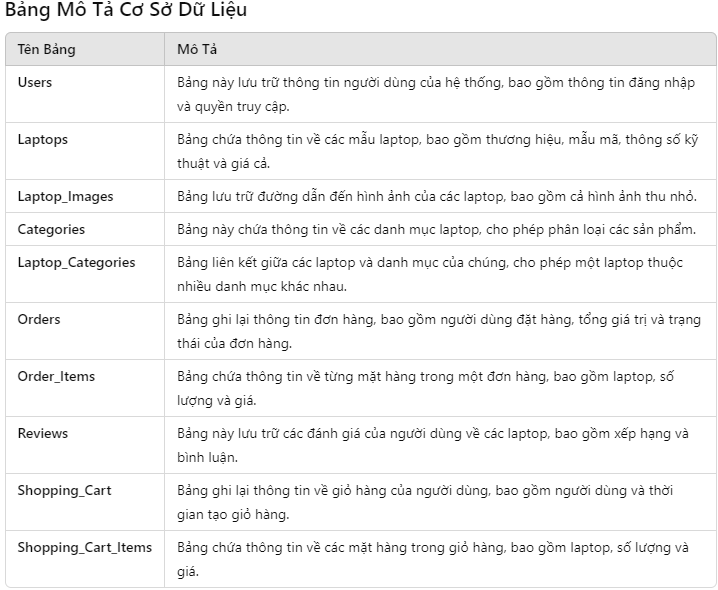 Bảng Mô Tả Cơ Sở Dữ Liệu
Tên Bảng Mô Tả
Users Bảng này lưu trữ thông tin người dùng của hệ thống, bao gồm thông tin đăng nhập
và quyền truy cập.
Laptops Bảng chứa thông tin về các mẫu laptop, bao gồm thương hiệu, mẫu mã, thông số kỹ
thuật và giá cả.
Laptop_Images Bảng lưu trữ đường dẫn đến hình ảnh của các laptop, bao gồm cả hình ảnh thu nhỏ.
Categories Bảng này chứa thông tin về các danh mục laptop, cho phép phân loại các sản phẩm.
Laptop_Categories Bảng liên kết giữa các laptop và danh mục của chúng, cho phép một laptop thuộc
nhiều danh mục khác nhau.
Orders Bảng ghi lại thông tin đơn hàng, bao gồm người dùng đặt hàng, tổng giá trị và trạng
thái của đơn hàng.
Order_Items Bảng chứa thông tin về từng mặt hàng trong một đơn hàng, bao gồm laptop, số
lượng và giá.
Reviews Bảng này lưu trữ các đánh giá của người dùng về các laptop, bao gồm xếp hạng và
bình luận.
Shopping_Cart Bảng ghi lại thông tin về giỏ hàng của người dùng, bao gồm người dùng và thời
gian tạo giỏ hàng.
Shopping_Cart_Items Bảng chứa thông tin về các mặt hàng trong giỏ hàng, bao gồm laptop, số lượng và
giá.